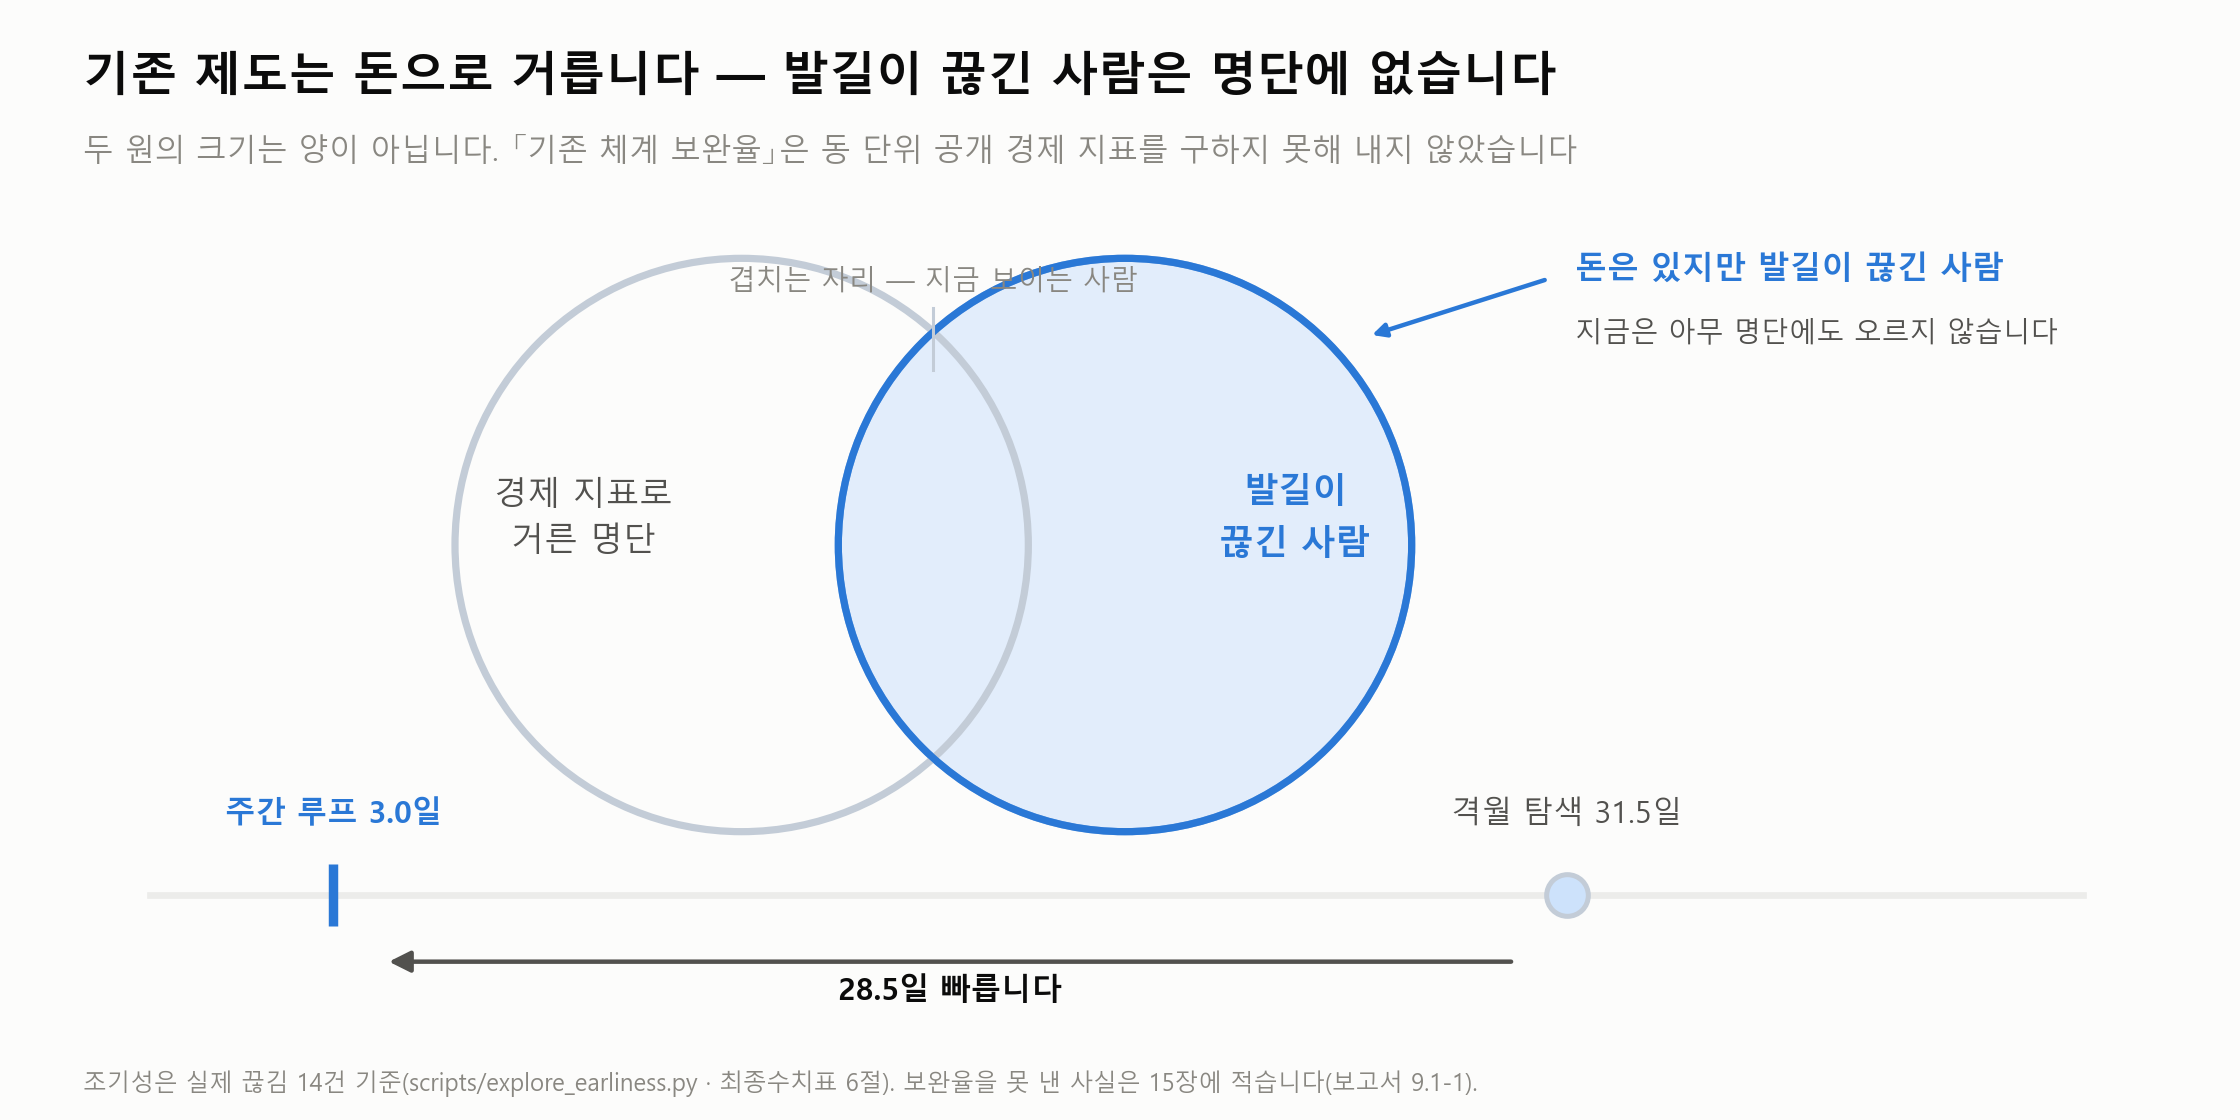 기존 제도는 돈으로 거릅니다 — 발길이 끊긴 사람은 명단에 없습니다
두 원의 크기는 양이 아닙니다. 「기존 체계 보완율」은 동 단위 공개 경제 지표를 구하지 못해 내지 않았습니다
겹치는 자리 — 지금 보이는 사람
돈은 있지만 발길이 끊긴 사람
지금은 아무 명단에도 오르지 않습니다
경제 지표로
거른 명단
발길이
끊긴 사람
주간 루프 3.0일
격월 탐색 31.5일
28.5일 빠릅니다
조기성은 실제 끊김 14건 기준(scripts/explore_earliness.py · 최종수치표 6절). 보완율을 못 낸 사실은 15장에 적습니다(보고서 9.1-1).